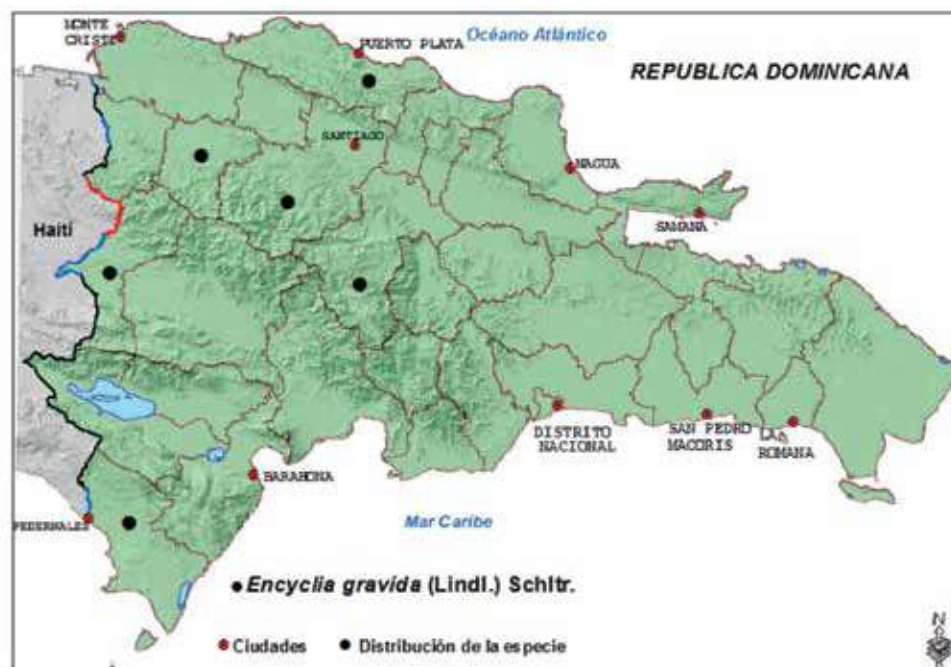 MONTE
CRISTI
PUERTO PLATA
Océano Atlántico
REPUBLICA DOMINICANA
SANTIAGO
NAGUA
SAMANA
Haití
DISTRITO
NACIONAL
SAN PEDRO
MACORIS
LA
ROMANA
BARAHONA
PEDERNALES
Mar Caribe
Encyclia gravida (Lindl.) Schltr.
Ciudades
Distribución de la especie
N